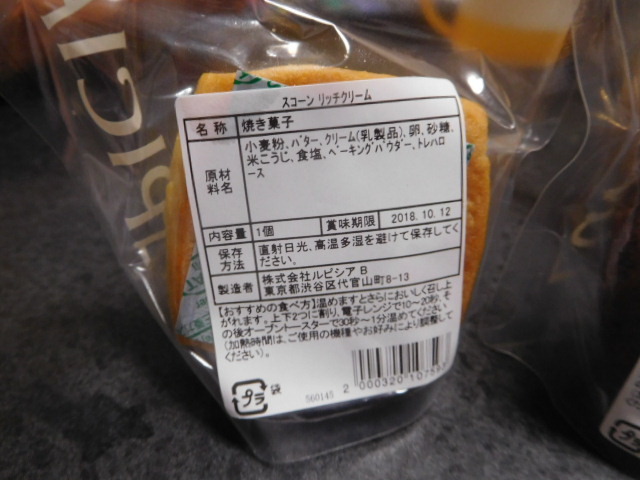 スコーン リッチクリーム
名 称 焼き菓子
原材料名 小麦粉、バター、クリーム(乳製品)、卵、砂糖、
米こうじ、食塩、ベーキングパウダー、トレハロ
ース
内容量 1個 賞味期限 2018.10.12
保存方法 直射日光、高温多湿を避けて保存してく
ださい。
製造者 株式会社ルピシア B
東京都渋谷区代官山町8-13
【おすすめの食べ方】温めますとさらにおいしく召し上
がれます。上下2つに割り、電子レンジで10～20秒、そ
の後オーブントースターで30秒～1分温めてください。
(加熱時間は、ご使用の機種やお好みにより調整して
ください)。
プラ 袋
560145
2 000320 10755